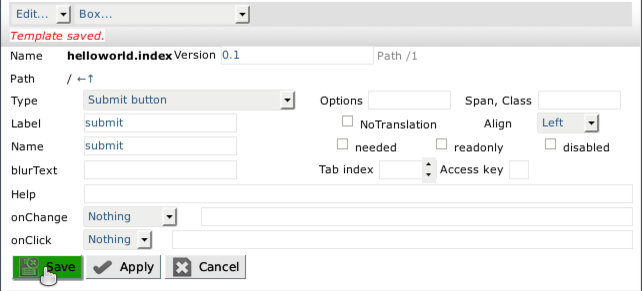 Edit... Box...
Template saved.
Name helloworld.index Version 0.1 Path /1
Path / ←↑
Type Submit button Options Span, Class
Label submit NoTranslation Align Left
Name submit needed readonly disabled
blurText Tab index Access key
Help
onChange Nothing
onClick Nothing
Save Apply Cancel